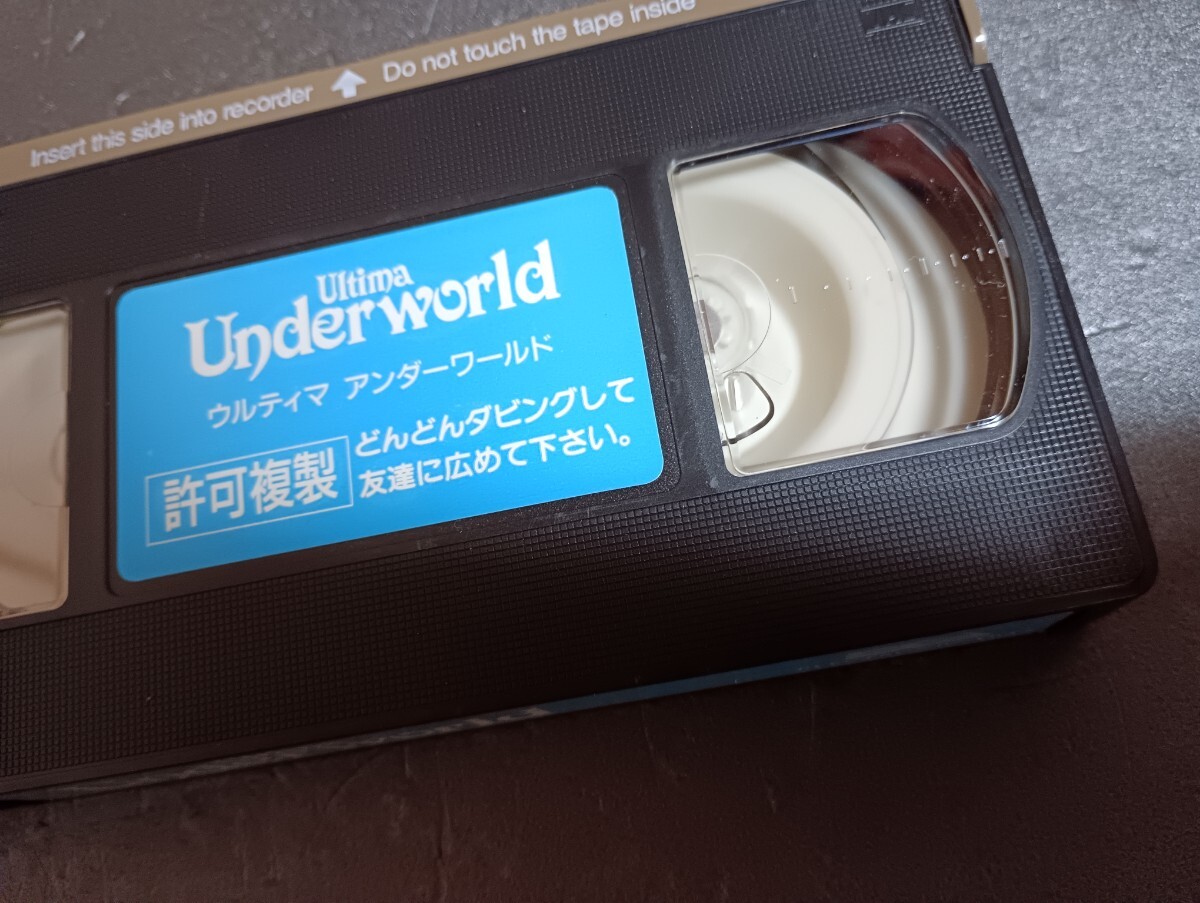 Insert this side into recorder Do not touch the tape inside
Ultima
Underworld
ウルティマ アンダーワールド
許可複製
どんどんダビングして
友達に広めて下さい。